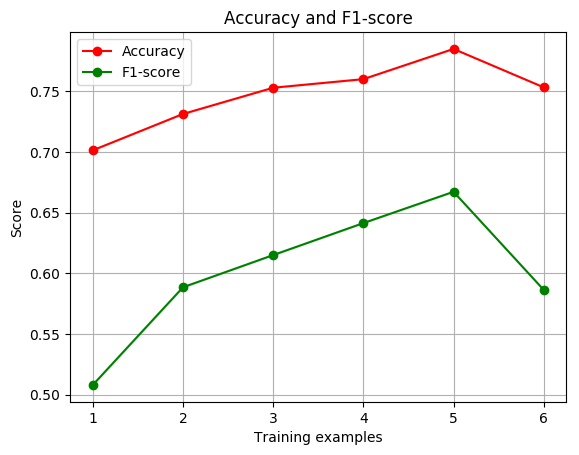 Accuracy and F1-score
Accuracy
F1-score
0.75
0.70
0.65
0.60
0.55
0.50
Score
1 2 3 4 5 6
Training examples